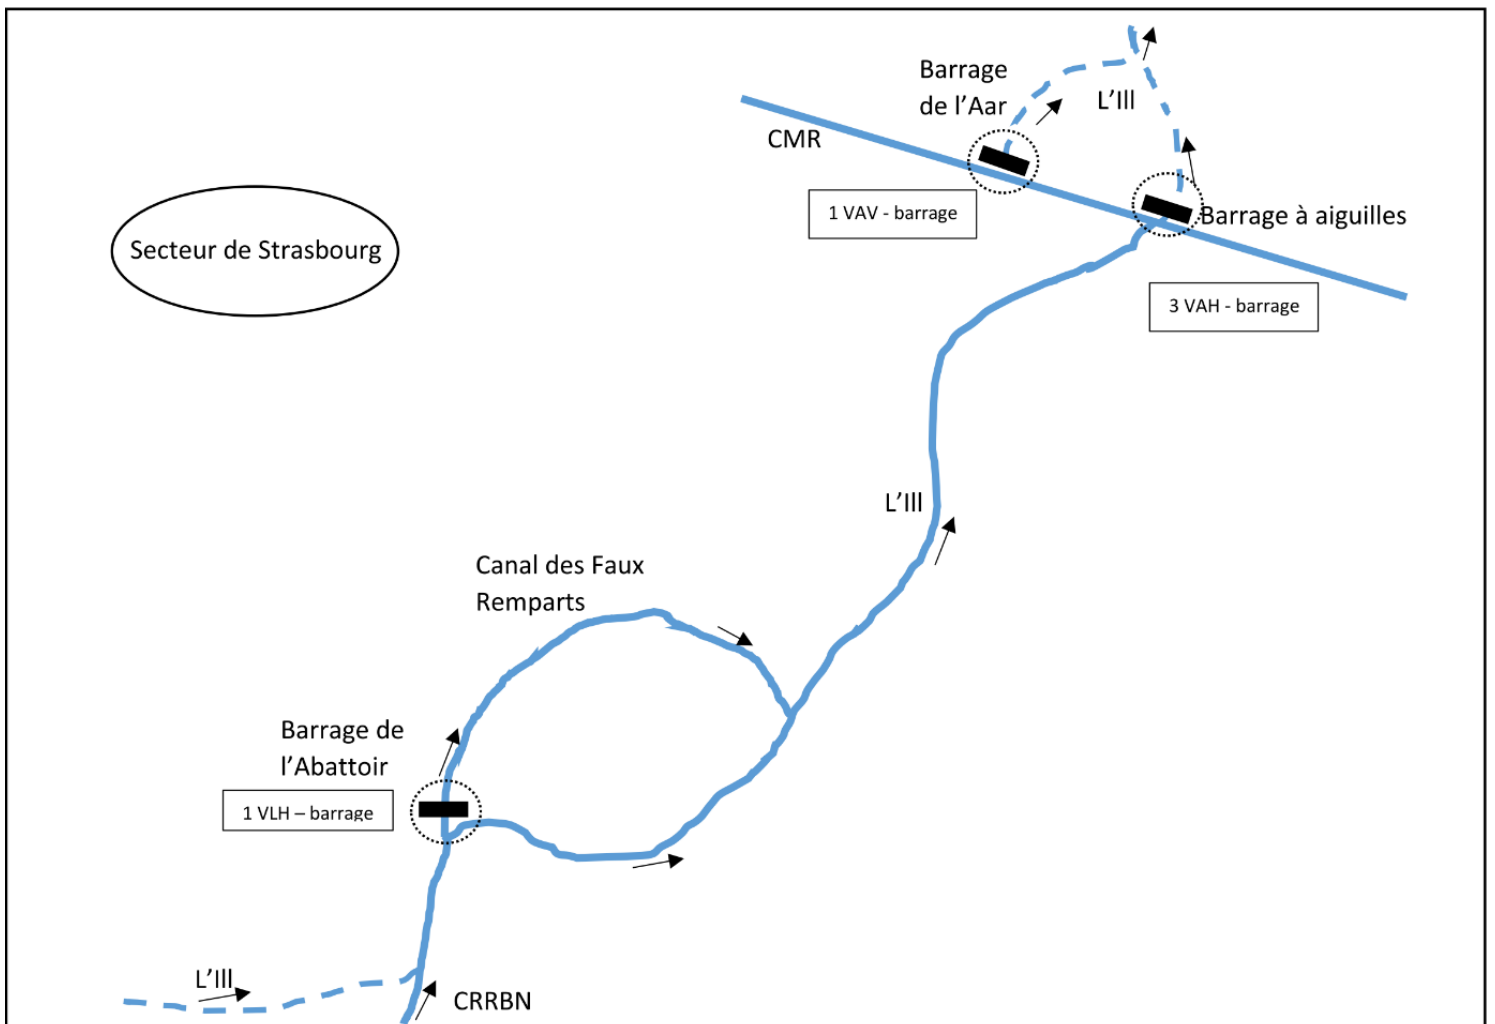 Barrage
de l'Aar
L'Ill
CMR
1 VAV - barrage
Barrage à aiguilles
Secteur de Strasbourg
3 VAH - barrage
L'Ill
Canal des Faux
Remparts
Barrage de
l'Abattoir
1 VLH – barrage
L'Ill
CRRBN